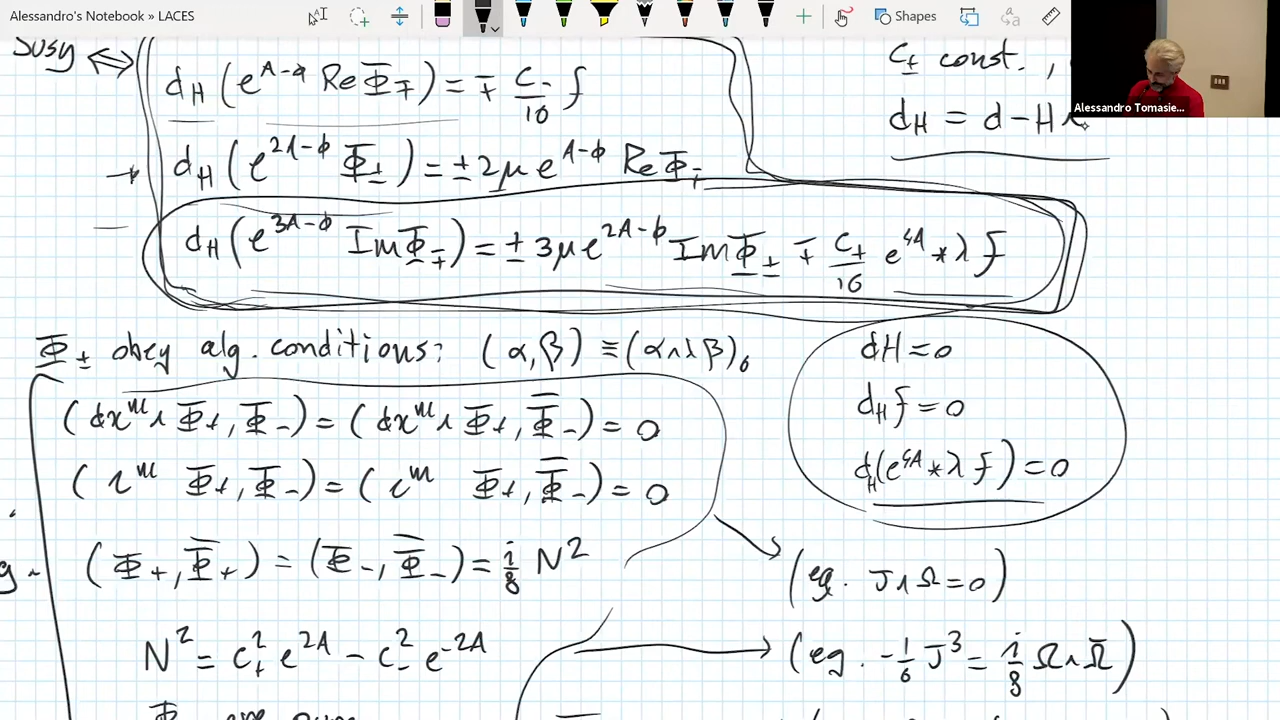 Alessandro's Notebook » LACES
Shapes
Alessandro Tomasie...
Susy ⟺
d_H (e^{A-ϕ} Re Φ_∓) = ∓ c_-/16 f
c_± const.,
d_H = d - H∧
→ d_H (e^{2A-ϕ} Φ_±) = ±2μ e^{A-ϕ} Re Φ_∓
d_H (e^{3A-ϕ} Im Φ_∓) = ±3μ e^{2A-ϕ} Im Φ_± ∓ c_+/16 e^{4A} * λ f
Φ_± obey alg. conditions: (α, β) ≡ (α∧λβ)_6
dH = 0
d_H f = 0
d_H (e^{4A} * λ f) = 0
(dx^m ∧ Φ_+, Φ_-) = (dx^m ∧ Φ_+, Φ̄_-) = 0
(ι^m Φ_+, Φ_-) = (ι^m Φ_+, Φ̄_-) = 0
(Φ_+, Φ̄_+) = (Φ_-, Φ̄_-) = i/8 N^2
(eg. J∧Ω = 0)
N^2 = c_+^2 e^{2A} - c_-^2 e^{-2A}
(eg. -1/6 J^3 = i/8 Ω∧Ω̄)